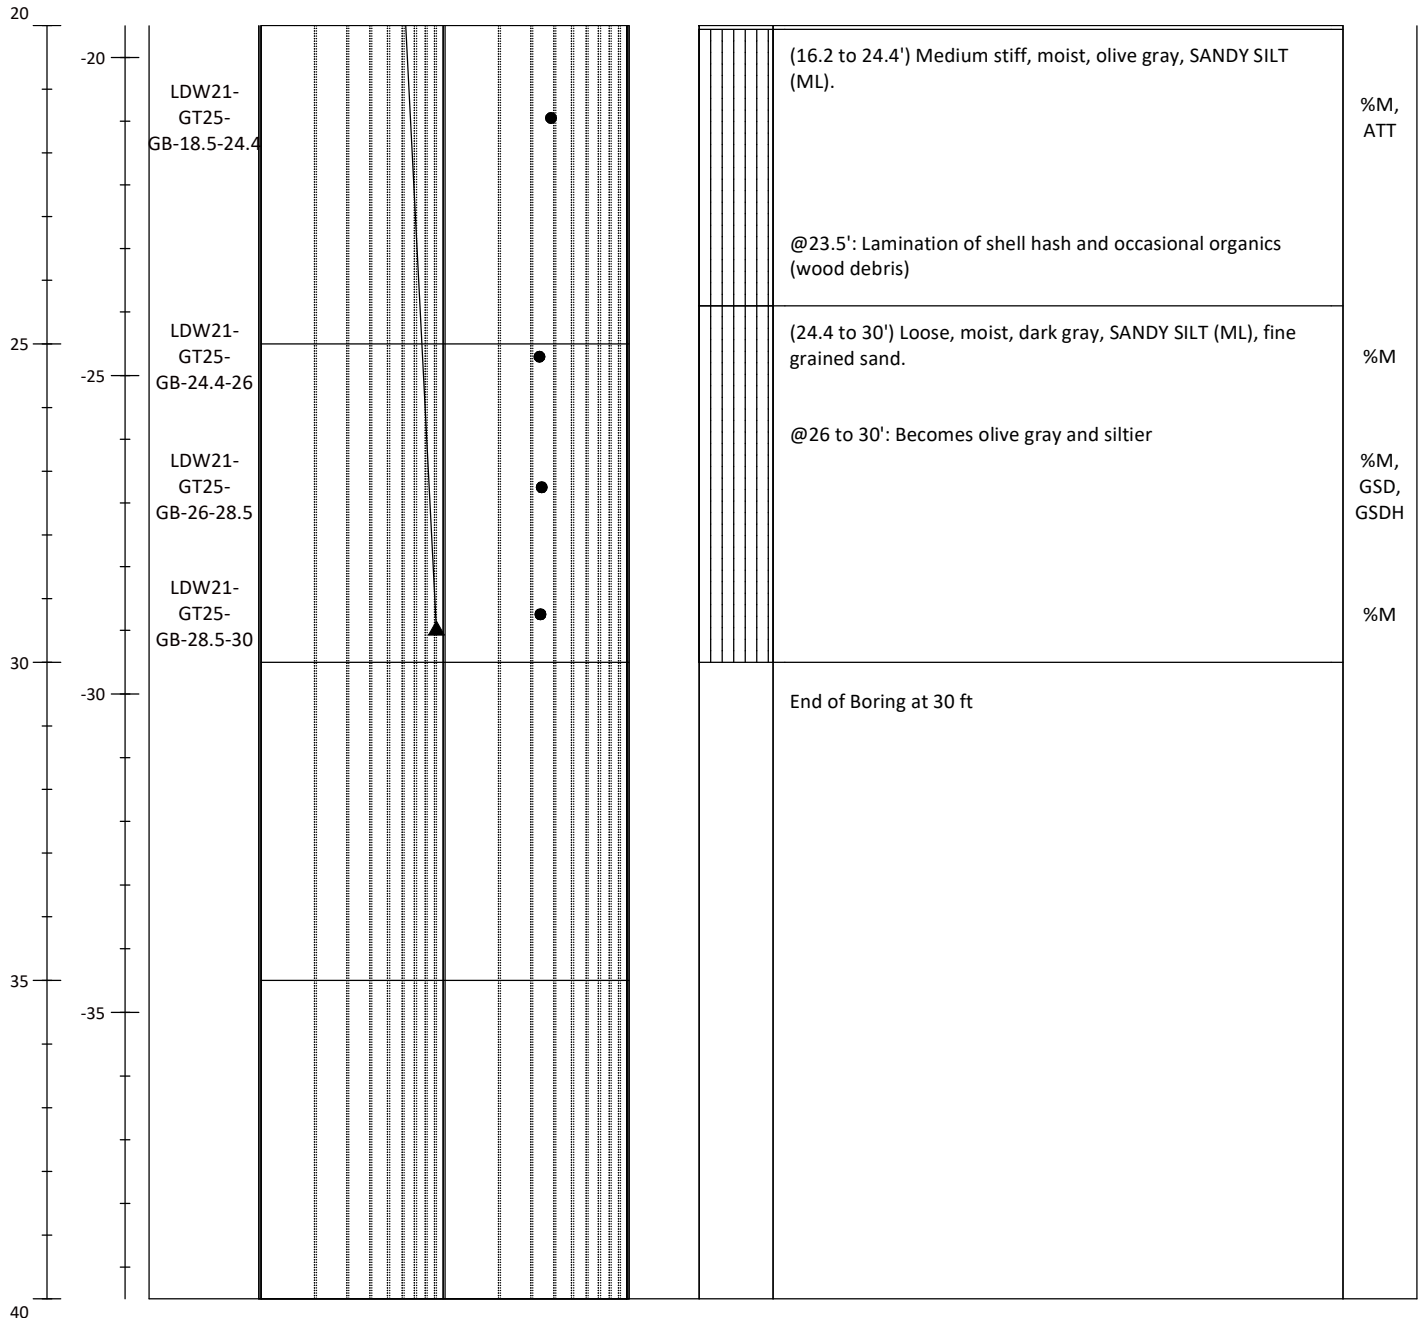 20
-20
LDW21-
GT25-
GB-18.5-24.4
(16.2 to 24.4') Medium stiff, moist, olive gray, SANDY SILT
(ML).
%M,
ATT
@23.5': Lamination of shell hash and occasional organics
(wood debris)
25
-25
LDW21-
GT25-
GB-24.4-26
(24.4 to 30') Loose, moist, dark gray, SANDY SILT (ML), fine
grained sand.
%M
@26 to 30': Becomes olive gray and siltier
LDW21-
GT25-
GB-26-28.5
%M,
GSD,
GSDH
LDW21-
GT25-
GB-28.5-30
%M
30
-30
End of Boring at 30 ft
35
-35
40